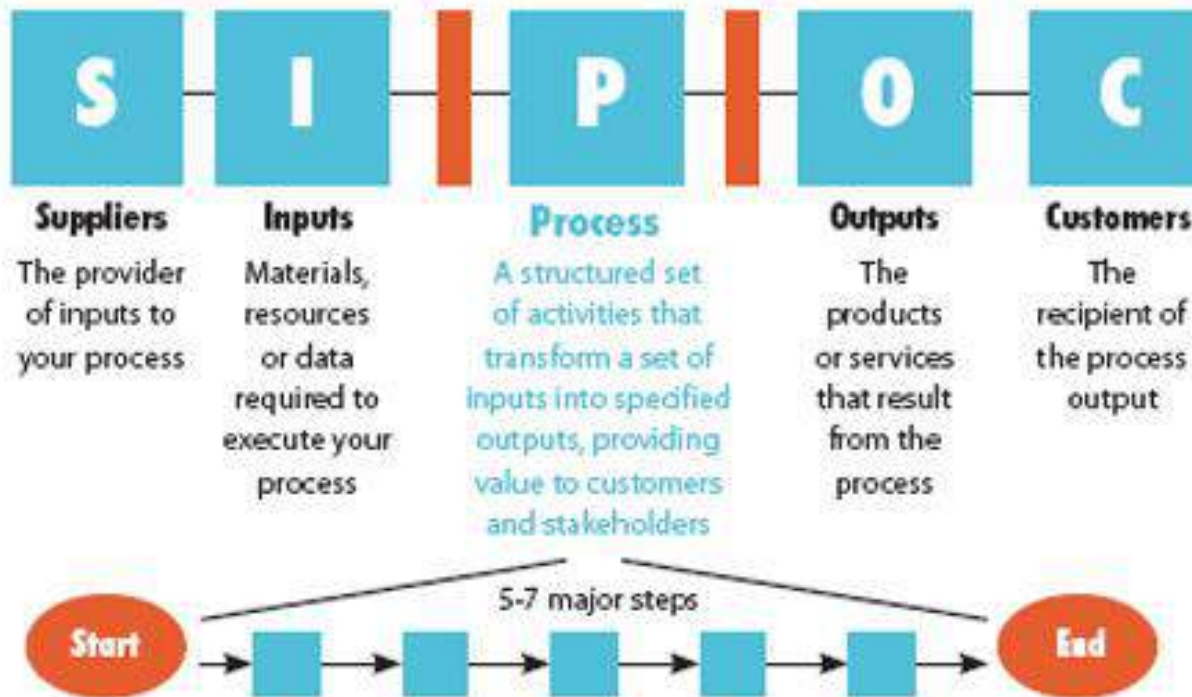 S I P O C
Suppliers
The provider
of inputs to
your process
Inputs
Materials,
resources
or data
required to
execute your
process
Process
A structured set
of activities that
transform a set of
inputs into specified
outputs, providing
value to customers
and stakeholders
Outputs
The
products
or services
that result
from the
process
Customers
The
recipient of
the process
output
5-7 major steps
Start
End